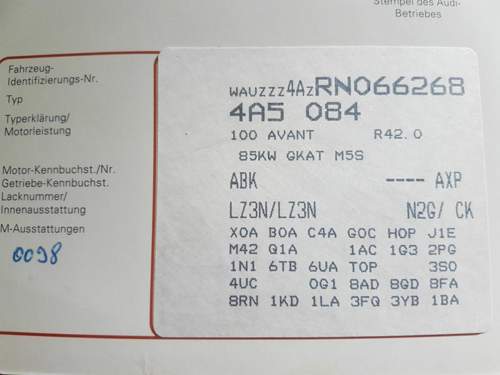 Stempel des Audi-
Betriebes
Fahrzeug-
Identifizierungs-Nr.
Typ
Typerklärung/
Motorleistung
Motor-Kennbuchst./Nr.
Getriebe-Kennbuchst.
Lacknummer/
Innenausstattung
M-Ausstattungen
0098
WAUZZZ4AZRN066268
4A5 084
100 AVANT R42.0
85KW GKAT M5S
ABK ---- AXP
LZ3N/LZ3N N2G/ CK
X0A B0A C4A G0C H0P J1E
M42 Q1A 1AC 1G3 2PG
1N1 6TB 6UA T0P 3S0
4UC 0G1 8AD 8GD 8FA
8RN 1KD 1LA 3FQ 3YB 1BA